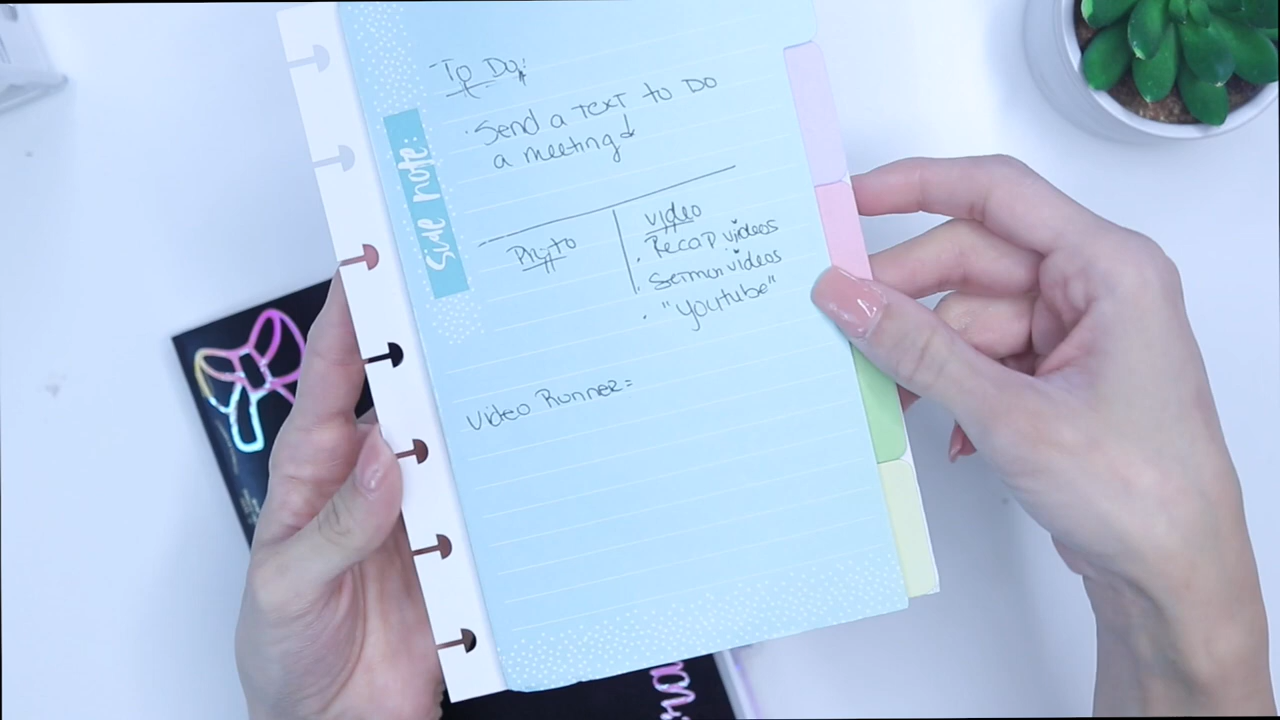 -To Do:
Side note:
· Send a TEXT to DO
a meeting
Photo
video
· Recap videos
· Sermon videos
· "Youtube"
Video Runner=